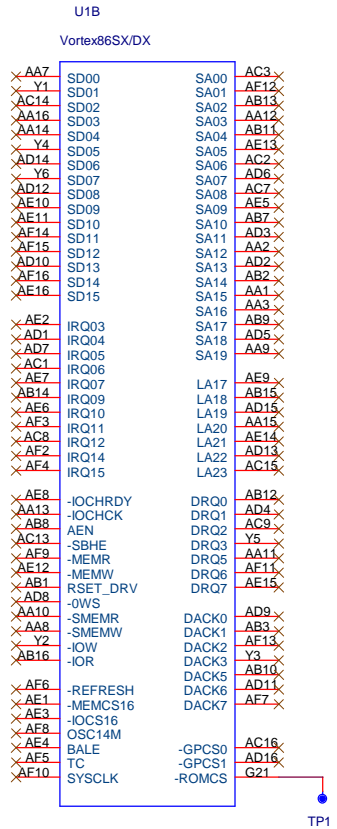 U1B
Vortex86SX/DX
AA7 SD00 SA00 AC3
Y1 SD01 SA01 AF12
AC14 SD02 SA02 AB13
AA16 SD03 SA03 AA12
AA14 SD04 SA04 AB11
Y4 SD05 SA05 AE13
AD14 SD06 SA06 AC2
Y6 SD07 SA07 AD6
AD12 SD08 SA08 AC7
AE10 SD09 SA09 AE5
AE11 SD10 SA10 AB7
AF14 SD11 SA11 AD3
AF15 SD12 SA12 AA2
AD10 SD13 SA13 AD2
AF16 SD14 SA14 AB2
AE16 SD15 SA15 AA1
SA16 AA3
AE2 IRQ03 SA17 AB9
AD1 IRQ04 SA18 AD5
AD7 IRQ05 SA19 AA9
AC1 IRQ06
AE7 IRQ07 LA17 AE9
AB14 IRQ09 LA18 AB15
AE6 IRQ10 LA19 AD15
AF3 IRQ11 LA20 AA15
AC8 IRQ12 LA21 AE14
AF2 IRQ14 LA22 AD13
AF4 IRQ15 LA23 AC15
AE8 -IOCHRDY DRQ0 AB12
AA13 -IOCHCK DRQ1 AD4
AB8 AEN DRQ2 AC9
AC13 -SBHE DRQ3 Y5
AF9 -MEMR DRQ5 AA11
AE12 -MEMW DRQ6 AF11
AB1 RSET_DRV DRQ7 AE15
AD8 -0WS
AA10 -SMEMR DACK0 AD9
AA8 -SMEMW DACK1 AB3
Y2 -IOW DACK2 AF13
AB16 -IOR DACK3 Y3
DACK5 AB10
AF6 -REFRESH DACK6 AD11
AE1 -MEMCS16 DACK7 AF7
AE3 -IOCS16
AF8 OSC14M
AE4 BALE -GPCS0 AC16
AF5 TC -GPCS1 AD16
AF10 SYSCLK -ROMCS G21
TP1